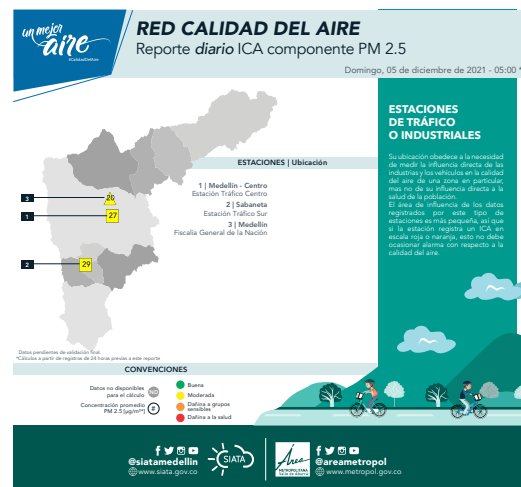 un mejor
aire
#CalidadDelAire
RED CALIDAD DEL AIRE
Reporte diario ICA componente PM 2.5
Domingo, 05 de diciembre de 2021 - 05:00 *
ESTACIONES | Ubicación
1 | Medellín - Centro
Estación Tráfico Centro
2 | Sabaneta
Estación Tráfico Sur
3 | Medellín
Fiscalía General de la Nación
3
20
1
27
2
29
Datos pendientes de validación final.
*Cálculos a partir de registros de 24 horas previas a este reporte
ESTACIONES
DE TRÁFICO
O INDUSTRIALES
Su ubicación obedece a la necesidad
de medir la influencia directa de las
industrias y los vehículos en la calidad
del aire de una zona en particular,
mas no de su influencia directa a la
salud de la población.
El área de influencia de los datos
registrados por este tipo de
estaciones es más pequeña, así que
si la estación registra un ICA en
escala roja o naranja, esto no debe
ocasionar alarma con respecto a la
calidad del aire.
CONVENCIONES
Datos no disponibles
para el cálculo
Concentración promedio
PM 2.5 [µg/m³]
#
Buena
Moderada
Dañina a grupos
sensibles
Dañina a la salud
@siatamedellin
www.siata.gov.co
SIATA
Área
METROPOLITANA
Valle de Aburrá
@areametropol
www.metropol.gov.co